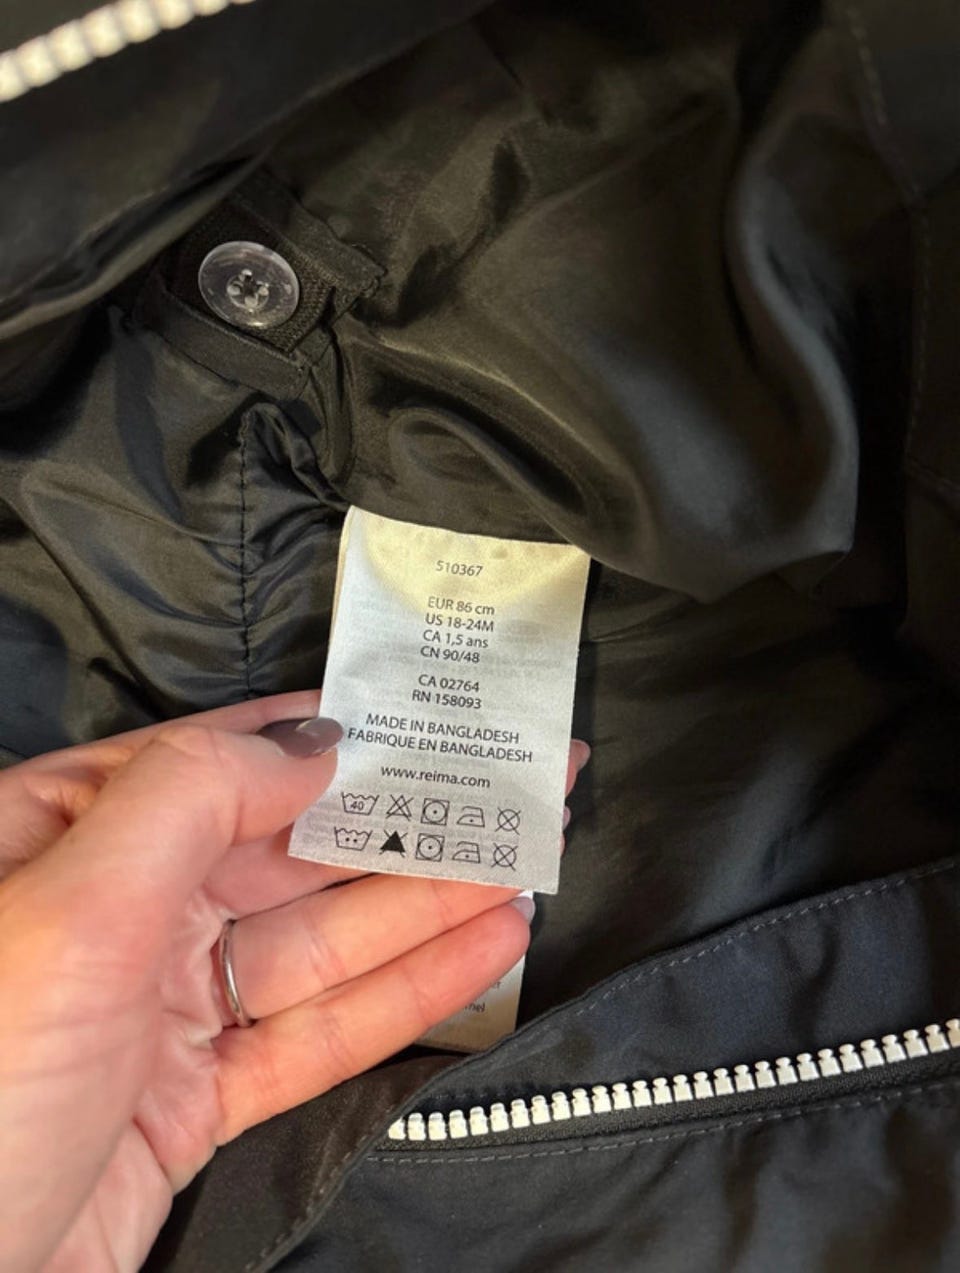 510367
EUR 86 cm
US 18-24M
CA 1,5 ans
CN 90/48
CA 02764
RN 158093
MADE IN BANGLADESH
FABRIQUE EN BANGLADESH
www.reima.com
40